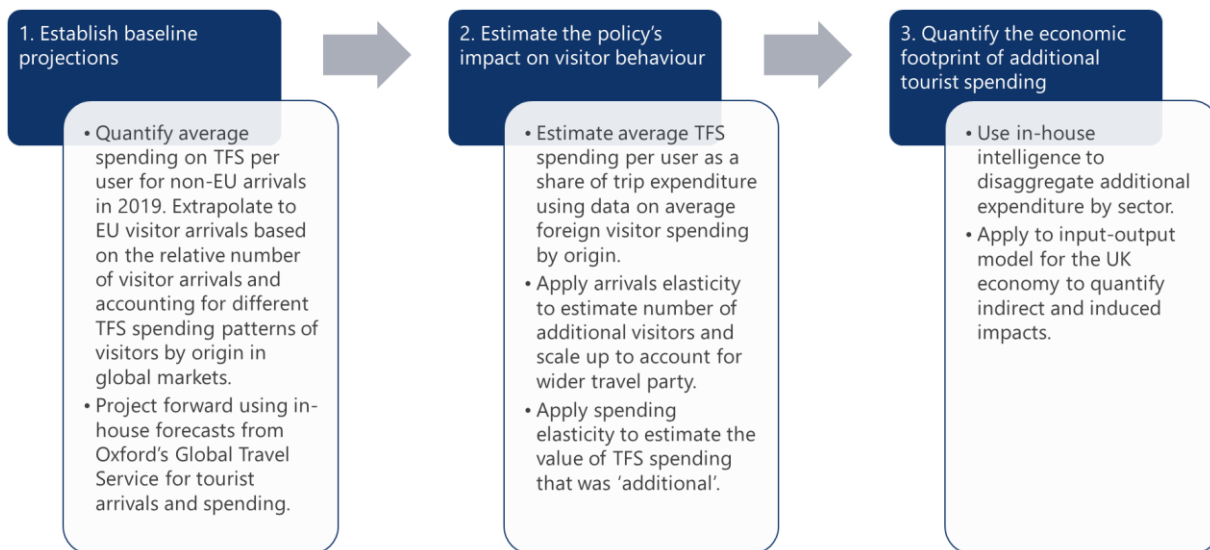 1. Establish baseline
projections
• Quantify average
spending on TFS per
user for non-EU arrivals
in 2019. Extrapolate to
EU visitor arrivals based
on the relative number
of visitor arrivals and
accounting for different
TFS spending patterns of
visitors by origin in
global markets.
• Project forward using in-
house forecasts from
Oxford's Global Travel
Service for tourist
arrivals and spending.
2. Estimate the policy's
impact on visitor behaviour
• Estimate average TFS
spending per user as a
share of trip expenditure
using data on average
foreign visitor spending
by origin.
• Apply arrivals elasticity
to estimate number of
additional visitors and
scale up to account for
wider travel party.
• Apply spending
elasticity to estimate the
value of TFS spending
that was ‘additional’.
3. Quantify the economic
footprint of additional
tourist spending
• Use in-house
intelligence to
disaggregate additional
expenditure by sector.
• Apply to input-output
model for the UK
economy to quantify
indirect and induced
impacts.